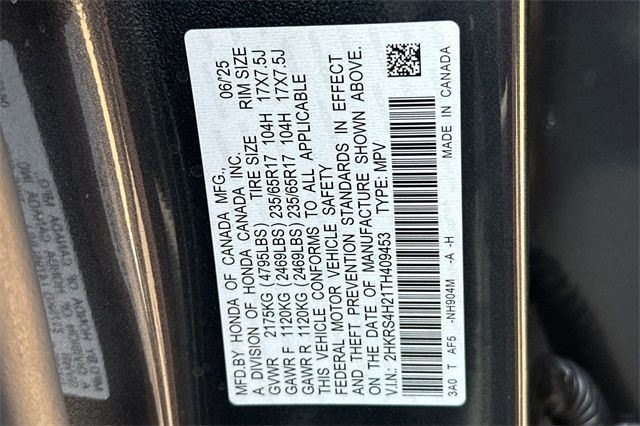 MFD.BY HONDA OF CANADA MFG., 06/25
A DIVISION OF HONDA CANADA INC.
TIRE SIZE RIM SIZE
GVWR 2175KG (4795LBS) 235/65R17 104H 17X7.5J
GAWR F 1120KG (2469LBS) 235/65R17 104H 17X7.5J
GAWR R 1120KG (2469LBS)
THIS VEHICLE CONFORMS TO ALL APPLICABLE
FEDERAL MOTOR VEHICLE SAFETY
AND THEFT PREVENTION STANDARDS IN EFFECT
ON THE DATE OF MANUFACTURE SHOWN ABOVE.
V.I.N.: 2HKRS4H21TH409453 TYPE: MPV
3A0 T AF5 -NH904M -A -H MADE IN CANADA